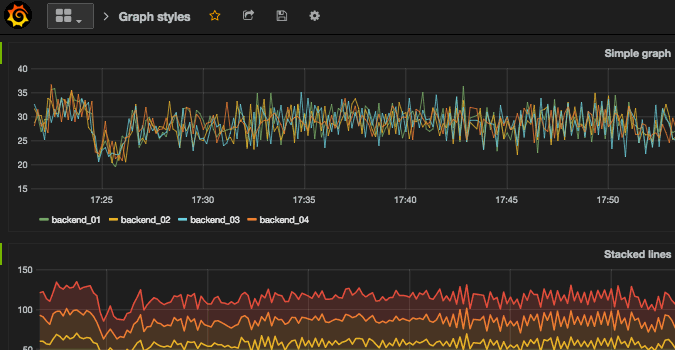 Graph styles
Simple graph
40
35
30
25
20
15
17:25 17:30 17:35 17:40 17:45 17:50
backend_01 backend_02 backend_03 backend_04
Stacked lines
150
100
50